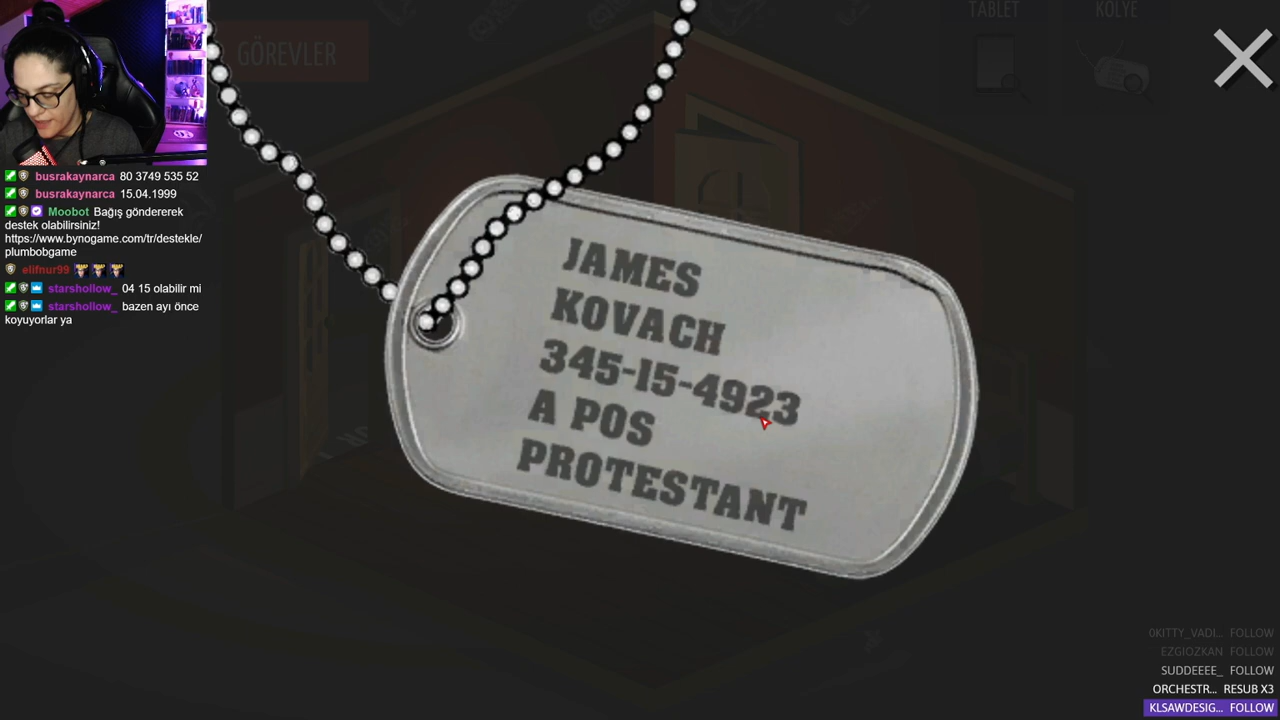 GÖREVLER
TABLET
KOLYE
JAMES
KOVACH
345-15-4923
A POS
PROTESTANT
busrakaynarca 80 3749 535 52
busrakaynarca 15.04.1999
Moobot Bağış göndererek
destek olabilirsiniz!
https://www.bynogame.com/tr/destekle/
plumbobgame
elifnur99
starshollow_ 04 15 olabilir mi
starshollow_ bazen ayı önce
koyuyorlar ya
0KITTY_VADI... FOLLOW
EZGIOZKAN FOLLOW
SUDDEEEE_ FOLLOW
ORCHESTR... RESUB X3
KLSAWDESIG... FOLLOW